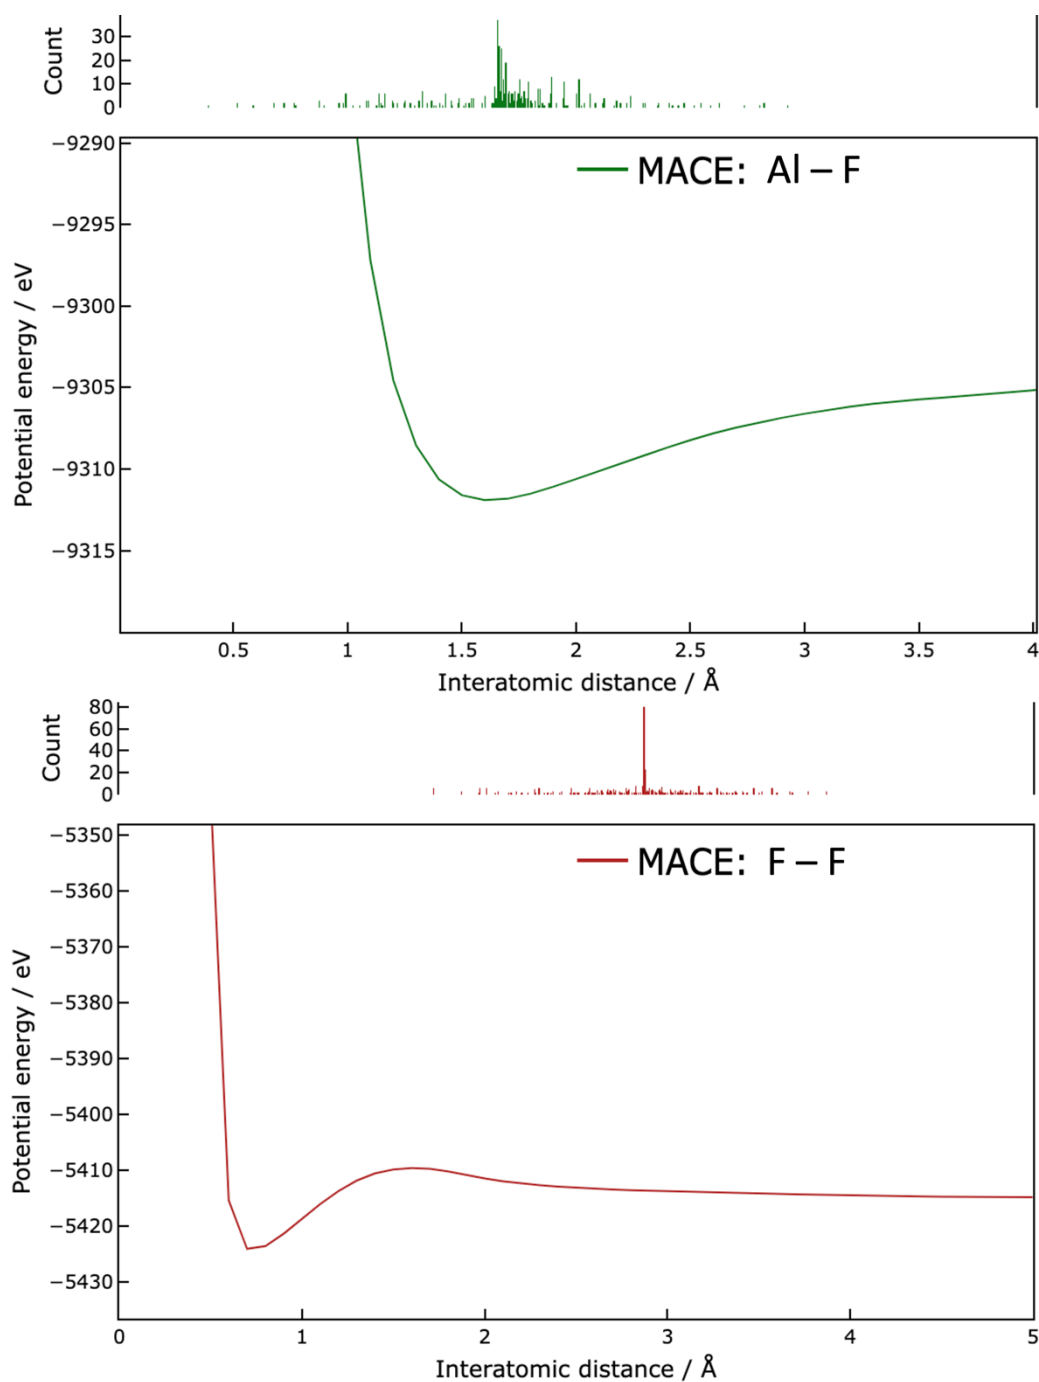 Count
30
20
10
0
MACE: Al – F
Potential energy / eV
−9290
−9295
−9300
−9305
−9310
−9315
0.5 1 1.5 2 2.5 3 3.5 4
Interatomic distance / Å
Count
80
60
40
20
0
MACE: F – F
Potential energy / eV
−5350
−5360
−5370
−5380
−5390
−5400
−5410
−5420
−5430
0 1 2 3 4 5
Interatomic distance / Å